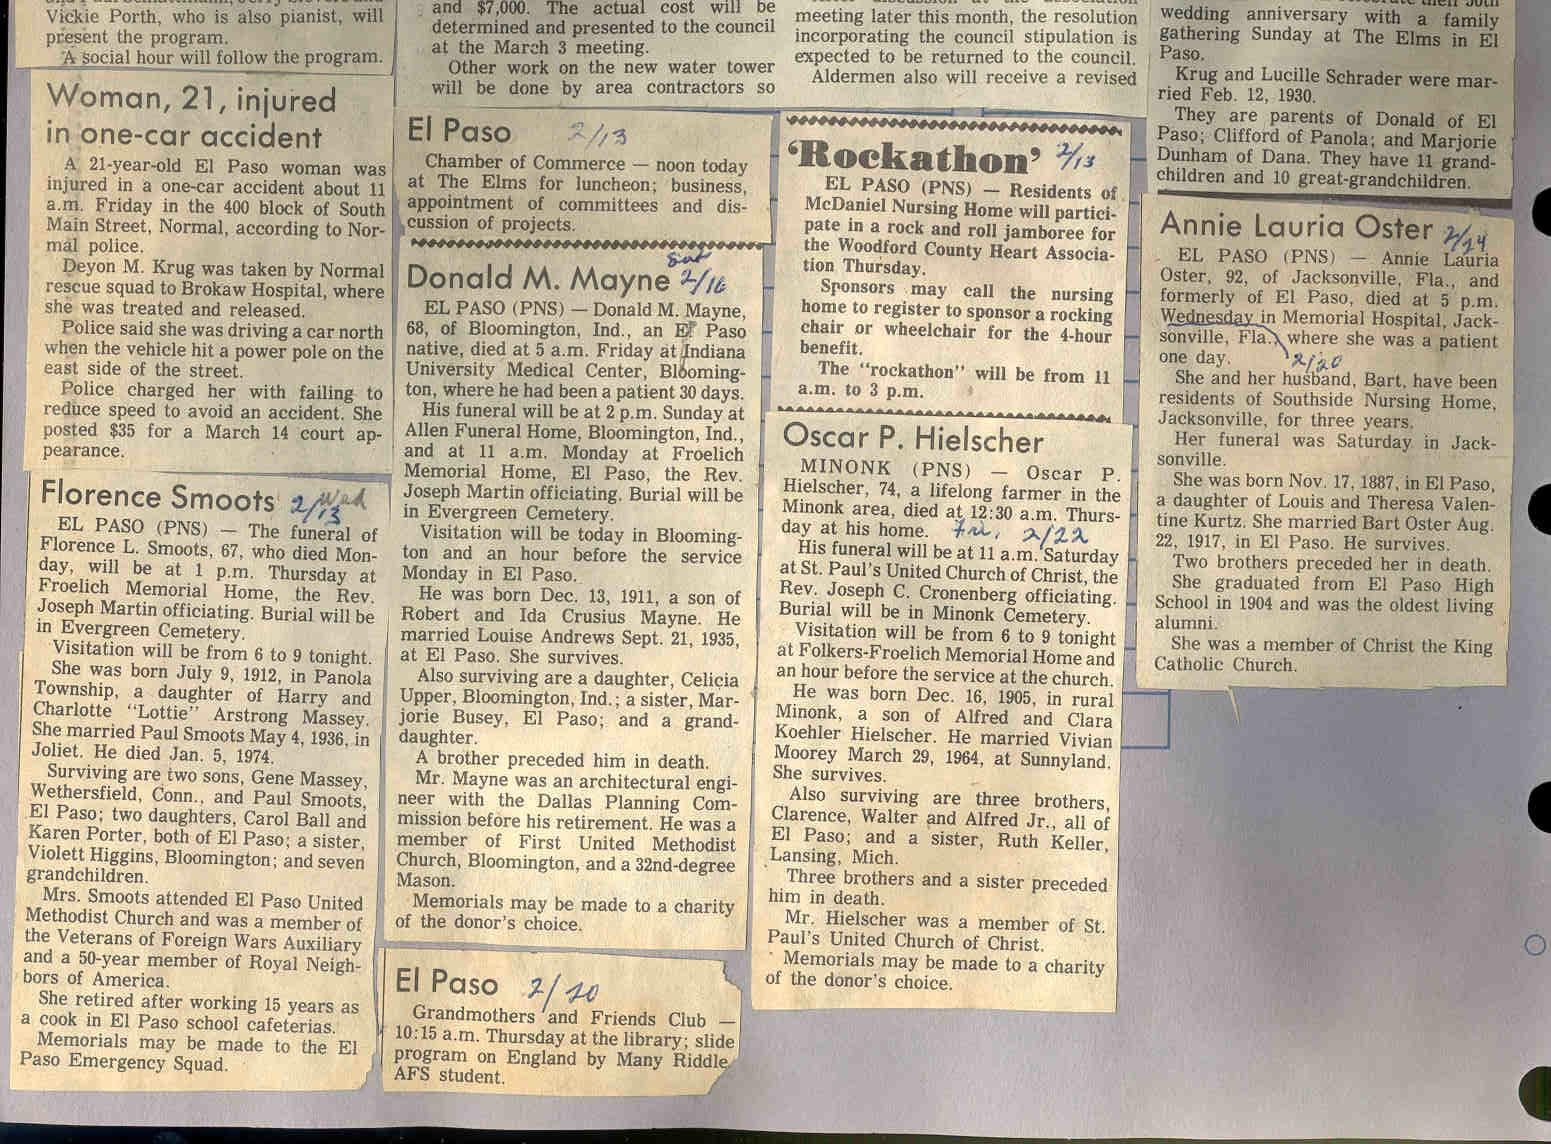 Vickie Porth, who is also pianist, will
present the program.
A social hour will follow the program.
Woman, 21, injured
in one-car accident
A 21-year-old El Paso woman was
injured in a one-car accident about 11
a.m. Friday in the 400 block of South
Main Street, Normal, according to Nor-
mal police.
Deyon M. Krug was taken by Normal
rescue squad to Brokaw Hospital, where
she was treated and released.
Police said she was driving a car north
when the vehicle hit a power pole on the
east side of the street.
Police charged her with failing to
reduce speed to avoid an accident. She
posted $35 for a March 14 court ap-
pearance.
Florence Smoots 2/13 Wed
EL PASO (PNS) — The funeral of
Florence L. Smoots, 67, who died Mon-
day, will be at 1 p.m. Thursday at
Froelich Memorial Home, the Rev.
Joseph Martin officiating. Burial will be
in Evergreen Cemetery.
Visitation will be from 6 to 9 tonight.
She was born July 9, 1912, in Panola
Township, a daughter of Harry and
Charlotte "Lottie" Arstrong Massey.
She married Paul Smoots May 4, 1936, in
Joliet. He died Jan. 5, 1974.
Surviving are two sons, Gene Massey,
Wethersfield, Conn., and Paul Smoots,
El Paso; two daughters, Carol Ball and
Karen Porter, both of El Paso; a sister,
Violett Higgins, Bloomington; and seven
grandchildren.
Mrs. Smoots attended El Paso United
Methodist Church and was a member of
the Veterans of Foreign Wars Auxiliary
and a 50-year member of Royal Neigh-
bors of America.
She retired after working 15 years as
a cook in El Paso school cafeterias.
Memorials may be made to the El
Paso Emergency Squad.
and $7,000. The actual cost will be
determined and presented to the council
at the March 3 meeting.
Other work on the new water tower
will be done by area contractors so
El Paso 2/13
Chamber of Commerce — noon today
at The Elms for luncheon; business,
appointment of committees and dis-
cussion of projects.
Donald M. Mayne Sat 2/16
EL PASO (PNS) — Donald M. Mayne,
68, of Bloomington, Ind., an El Paso
native, died at 5 a.m. Friday at Indiana
University Medical Center, Blooming-
ton, where he had been a patient 30 days.
His funeral will be at 2 p.m. Sunday at
Allen Funeral Home, Bloomington, Ind.,
and at 11 a.m. Monday at Froelich
Memorial Home, El Paso, the Rev.
Joseph Martin officiating. Burial will be
in Evergreen Cemetery.
Visitation will be today in Blooming-
ton and an hour before the service
Monday in El Paso.
He was born Dec. 13, 1911, a son of
Robert and Ida Crusius Mayne. He
married Louise Andrews Sept. 21, 1935,
at El Paso. She survives.
Also surviving are a daughter, Celicia
Upper, Bloomington, Ind.; a sister, Mar-
jorie Busey, El Paso; and a grand-
daughter.
A brother preceded him in death.
Mr. Mayne was an architectural engi-
neer with the Dallas Planning Com-
mission before his retirement. He was a
member of First United Methodist
Church, Bloomington, and a 32nd-degree
Mason.
Memorials may be made to a charity
of the donor's choice.
El Paso 2/20
Grandmothers and Friends Club —
10:15 a.m. Thursday at the library; slide
program on England by Many Riddle,
AFS student.
meeting later this month, the resolution
incorporating the council stipulation is
expected to be returned to the council.
Aldermen also will receive a revised
'Rockathon' 2/13
EL PASO (PNS) — Residents of
McDaniel Nursing Home will partici-
pate in a rock and roll jamboree for
the Woodford County Heart Associa-
tion Thursday.
Sponsors may call the nursing
home to register to sponsor a rocking
chair or wheelchair for the 4-hour
benefit.
The "rockathon" will be from 11
a.m. to 3 p.m.
Oscar P. Hielscher
MINONK (PNS) — Oscar P.
Hielscher, 74, a lifelong farmer in the
Minonk area, died at 12:30 a.m. Thurs-
day at his home. Fri. 2/22
His funeral will be at 11 a.m. Saturday
at St. Paul's United Church of Christ, the
Rev. Joseph C. Cronenberg officiating.
Burial will be in Minonk Cemetery.
Visitation will be from 6 to 9 tonight
at Folkers-Froelich Memorial Home and
an hour before the service at the church.
He was born Dec. 16, 1905, in rural
Minonk, a son of Alfred and Clara
Koehler Hielscher. He married Vivian
Moorey March 29, 1964, at Sunnyland.
She survives.
Also surviving are three brothers,
Clarence, Walter and Alfred Jr., all of
El Paso; and a sister, Ruth Keller,
Lansing, Mich.
Three brothers and a sister preceded
him in death.
Mr. Hielscher was a member of St.
Paul's United Church of Christ.
Memorials may be made to a charity
of the donor's choice.
wedding anniversary with a family
gathering Sunday at The Elms in El
Paso.
Krug and Lucille Schrader were mar-
ried Feb. 12, 1930.
They are parents of Donald of El
Paso; Clifford of Panola; and Marjorie
Dunham of Dana. They have 11 grand-
children and 10 great-grandchildren.
Annie Lauria Oster 2/24
EL PASO (PNS) — Annie Lauria
Oster, 92, of Jacksonville, Fla., and
formerly of El Paso, died at 5 p.m.
Wednesday in Memorial Hospital, Jack-
sonville, Fla., where she was a patient
one day. 2/20
She and her husband, Bart, have been
residents of Southside Nursing Home,
Jacksonville, for three years.
Her funeral was Saturday in Jack-
sonville.
She was born Nov. 17, 1887, in El Paso,
a daughter of Louis and Theresa Valen-
tine Kurtz. She married Bart Oster Aug.
22, 1917, in El Paso. He survives.
Two brothers preceded her in death.
She graduated from El Paso High
School in 1904 and was the oldest living
alumni.
She was a member of Christ the King
Catholic Church.